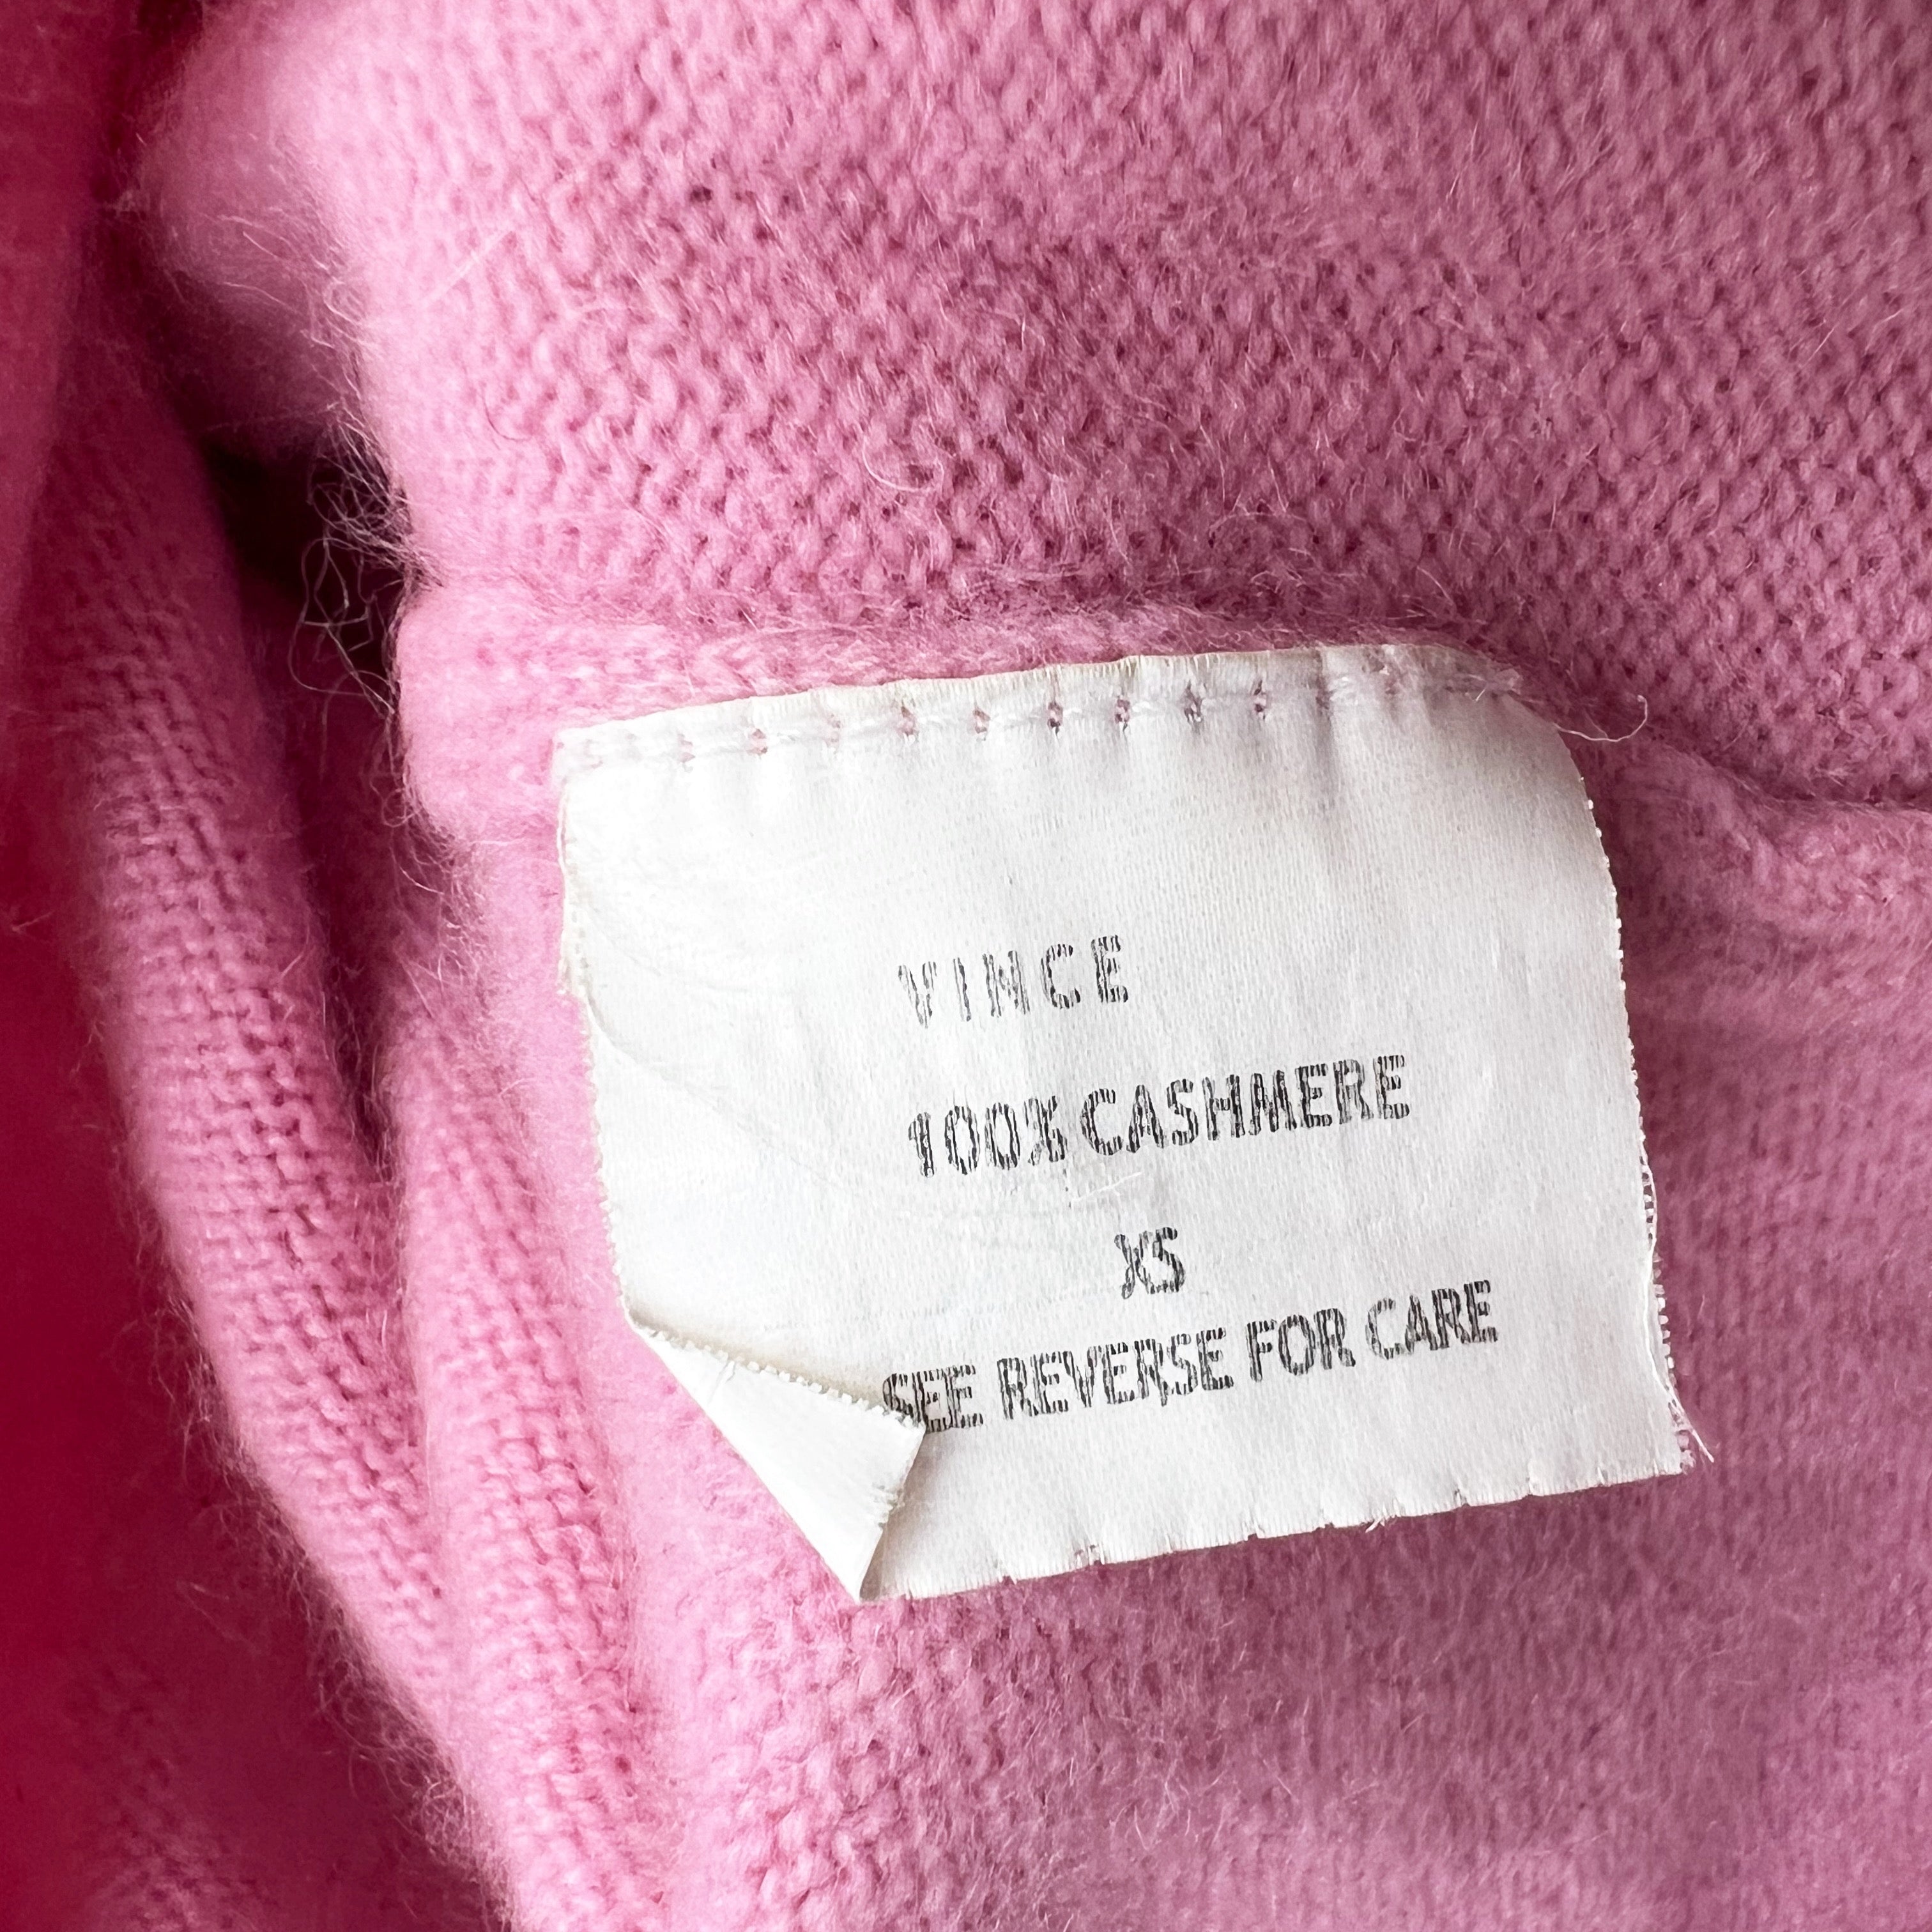 VINCE
100% CASHMERE
XS
SEE REVERSE FOR CARE